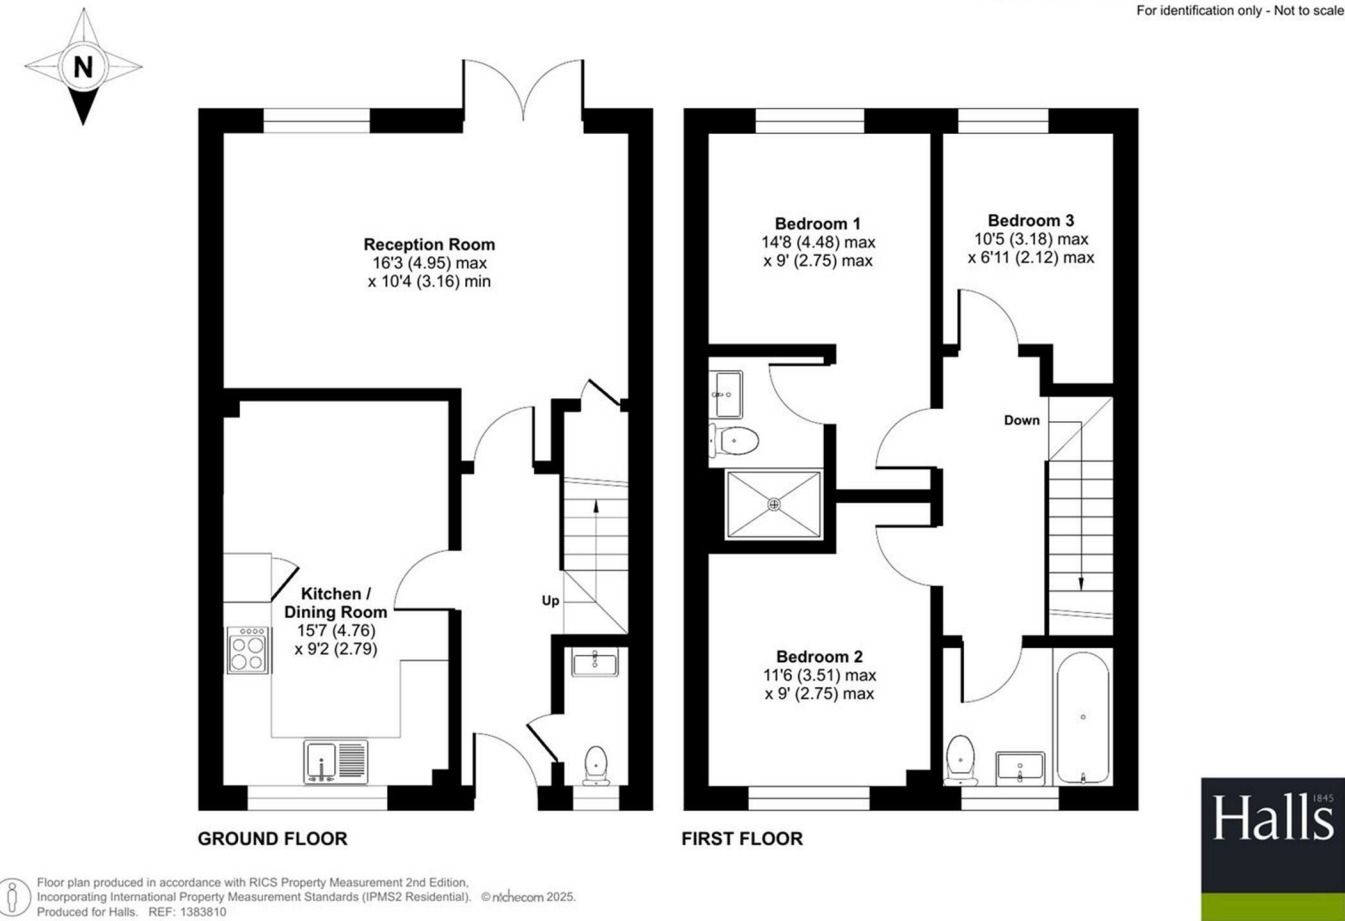 For identification only - Not to scale
N
Reception Room
16'3 (4.95) max
x 10'4 (3.16) min
Bedroom 1
14'8 (4.48) max
x 9' (2.75) max
Bedroom 3
10'5 (3.18) max
x 6'11 (2.12) max
Down
Kitchen /
Dining Room
15'7 (4.76)
x 9'2 (2.79)
Up
Bedroom 2
11'6 (3.51) max
x 9' (2.75) max
GROUND FLOOR
FIRST FLOOR
Halls
1845
Floor plan produced in accordance with RICS Property Measurement 2nd Edition,
Incorporating International Property Measurement Standards (IPMS2 Residential). © nichecom 2025.
Produced for Halls. REF: 1383810